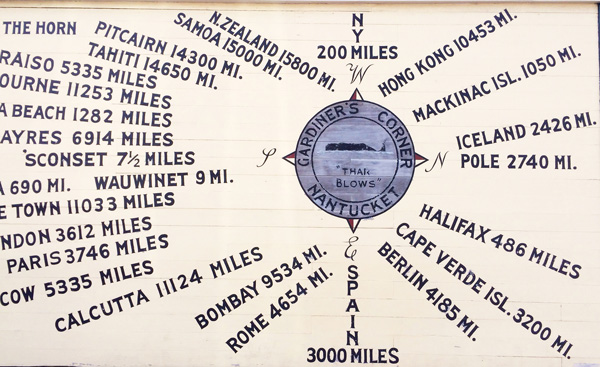 THE HORN
PITCAIRN 14300 MI.
TAHITI 14650 MI.
SAMOA 15000 MI.
N.ZEALAND 15800 MI.
RAISO 5335 MILES
OURNE 11253 MILES
A BEACH 1282 MILES
AYRES 6914 MILES
'SCONSET 7½ MILES
A 690 MI.
WAUWINET 9 MI.
E TOWN 11033 MILES
NDON 3612 MILES
PARIS 3746 MILES
COW 5335 MILES
CALCUTTA 11124 MILES
BOMBAY 9534 MI.
ROME 4654 MI.
NY
200 MILES
W
S
N
E
GARDINER'S CORNER
"THAR
BLOWS"
NANTUCKET
SPAIN
3000 MILES
HONG KONG 10453 MI.
MACKINAC ISL. 1050 MI.
ICELAND 2426 MI.
POLE 2740 MI.
HALIFAX 486 MILES
CAPE VERDE ISL. 3200 MI.
BERLIN 4185 MI.